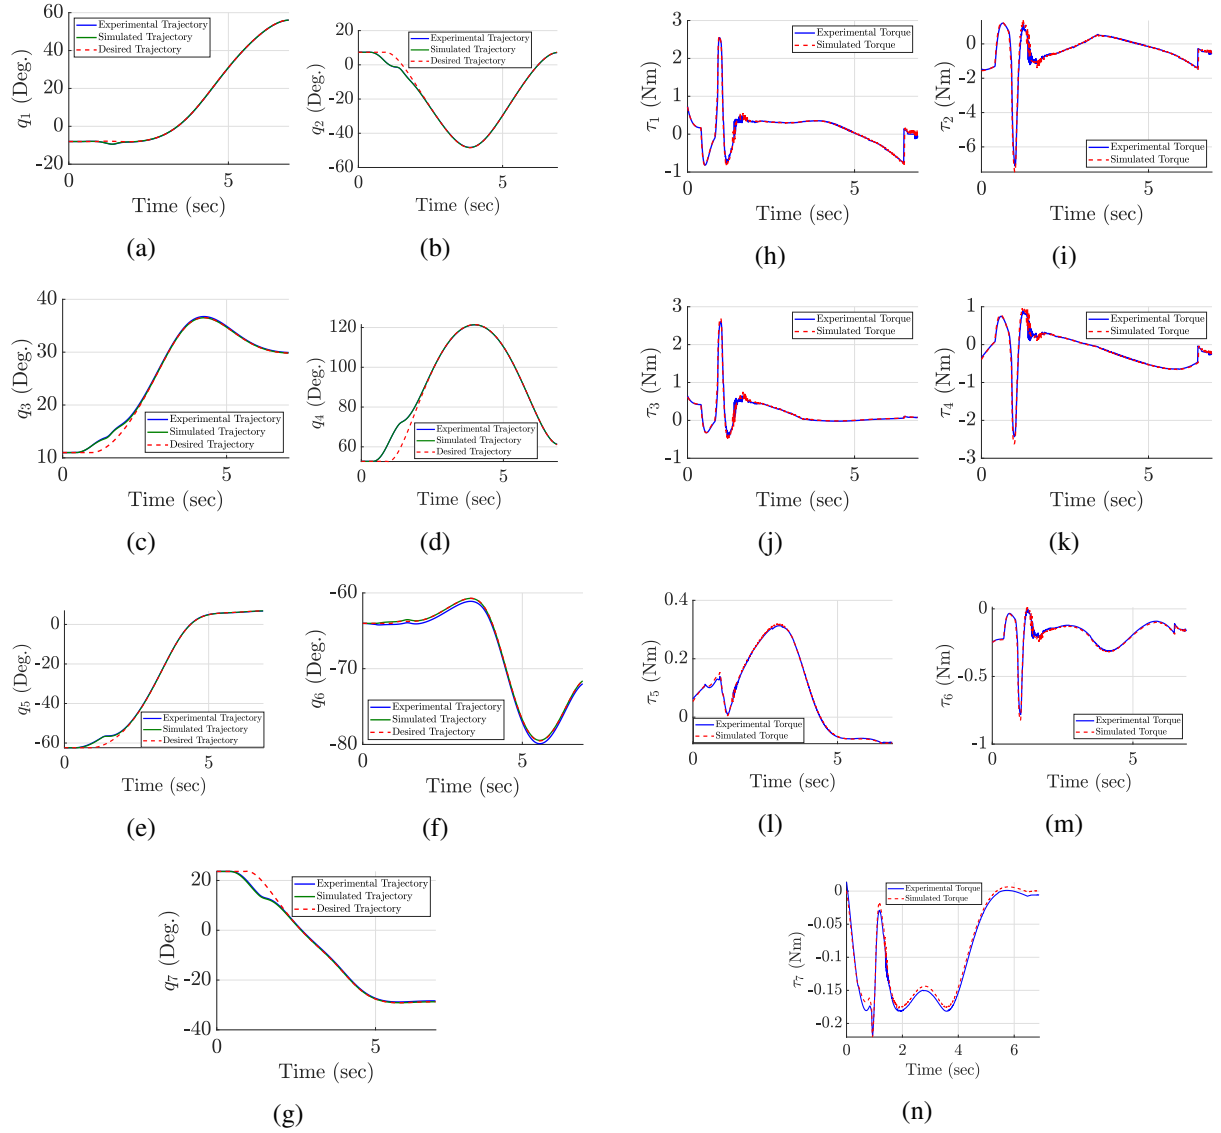 60
40
20
0
-20
0
5
q1 (Deg.)
Time (sec)
Experimental Trajectory
Simulated Trajectory
Desired Trajectory
(a)
20
0
-20
-40
-60
0
5
q2 (Deg.)
Time (sec)
Experimental Trajectory
Simulated Trajectory
Desired Trajectory
(b)
3
2
1
0
-1
0
5
τ1 (Nm)
Time (sec)
Experimental Torque
Simulated Torque
(h)
0
-2
-4
-6
0
5
τ2 (Nm)
Time (sec)
Experimental Torque
Simulated Torque
(i)
40
30
20
10
0
5
q3 (Deg.)
Time (sec)
Experimental Trajectory
Simulated Trajectory
Desired Trajectory
(c)
120
100
80
60
0
5
q4 (Deg.)
Time (sec)
Experimental Trajectory
Simulated Trajectory
Desired Trajectory
(d)
3
2
1
0
-1
0
5
τ3 (Nm)
Time (sec)
Experimental Torque
Simulated Torque
(j)
1
0
-1
-2
-3
0
5
τ4 (Nm)
Time (sec)
Experimental Torque
Simulated Torque
(k)
0
-20
-40
-60
0
5
q5 (Deg.)
Time (sec)
Experimental Trajectory
Simulated Trajectory
Desired Trajectory
(e)
-60
-70
-80
0
5
q6 (Deg.)
Time (sec)
Experimental Trajectory
Simulated Trajectory
Desired Trajectory
(f)
0.4
0.2
0
0
5
τ5 (Nm)
Time (sec)
Experimental Torque
Simulated Torque
(l)
0
-0.5
-1
0
5
τ6 (Nm)
Time (sec)
Experimental Torque
Simulated Torque
(m)
20
0
-20
-40
0
5
q7 (Deg.)
Time (sec)
Experimental Trajectory
Simulated Trajectory
Desired Trajectory
(g)
0
-0.05
-0.1
-0.15
-0.2
0
2
4
6
τ7 (Nm)
Time (sec)
Experimental Torque
Simulated Torque
(n)